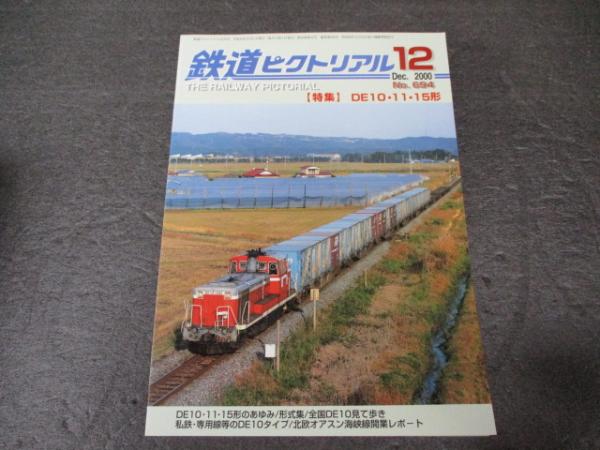 鉄道ピクトリアル 12
Dec. 2000
THE RAILWAY PICTORIAL
No. 694
【特集】 DE10・11・15形
DE10・11・15形のあゆみ/形式集/全国DE10見て歩き
私鉄・専用線等のDE10タイプ/北欧オアスン海峡線開業レポート